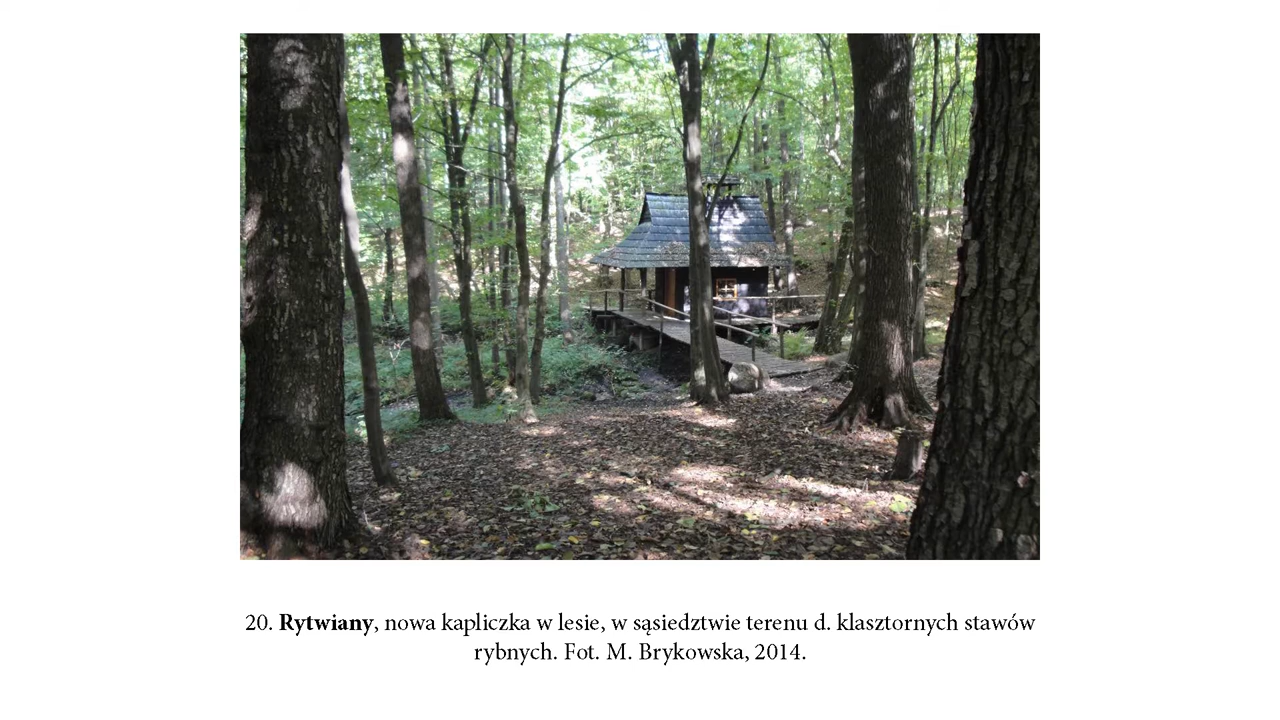 20. Rytwiany, nowa kapliczka w lesie, w sąsiedztwie terenu d. klasztornych stawów
rybnych. Fot. M. Brykowska, 2014.